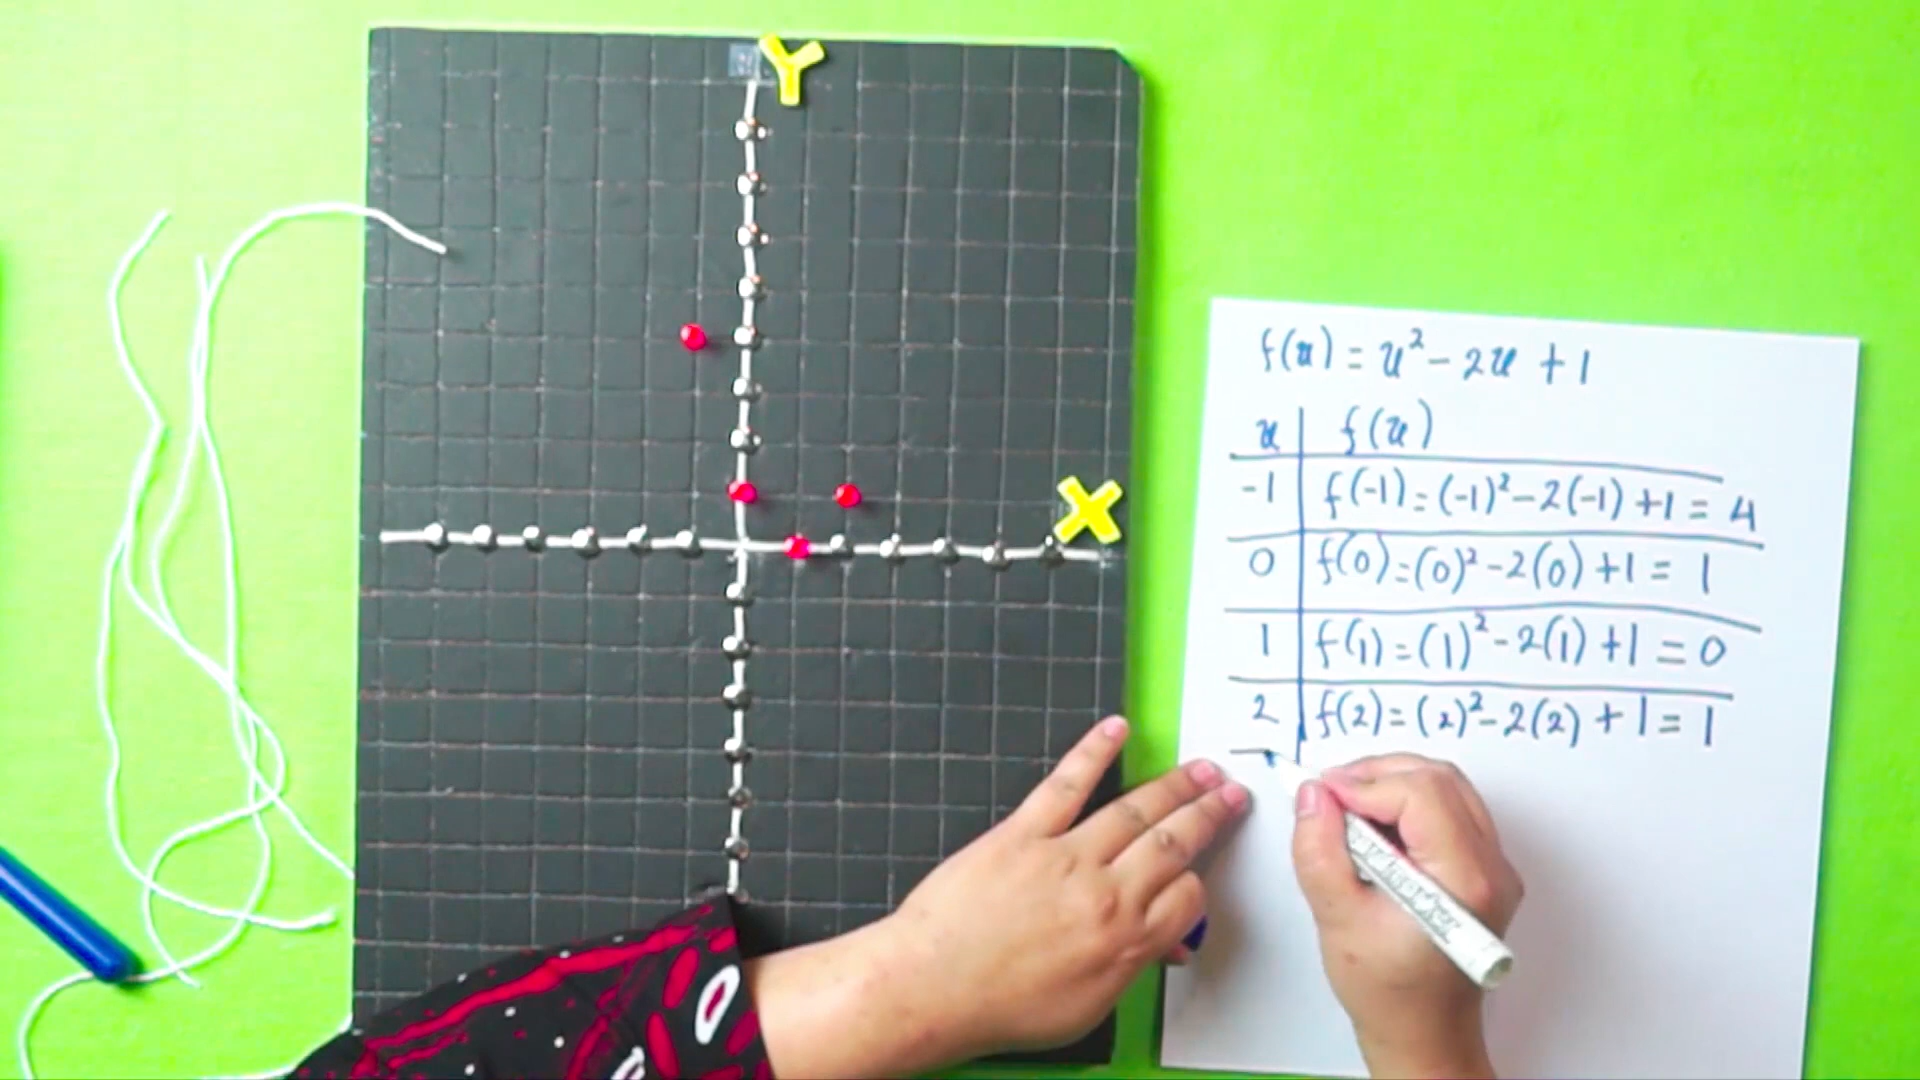 Y
X
f(x) = x² - 2x + 1
x | f(x)
-1 | f(-1) = (-1)² - 2(-1) + 1 = 4
0 | f(0) = (0)² - 2(0) + 1 = 1
1 | f(1) = (1)² - 2(1) + 1 = 0
2 | f(2) = (2)² - 2(2) + 1 = 1